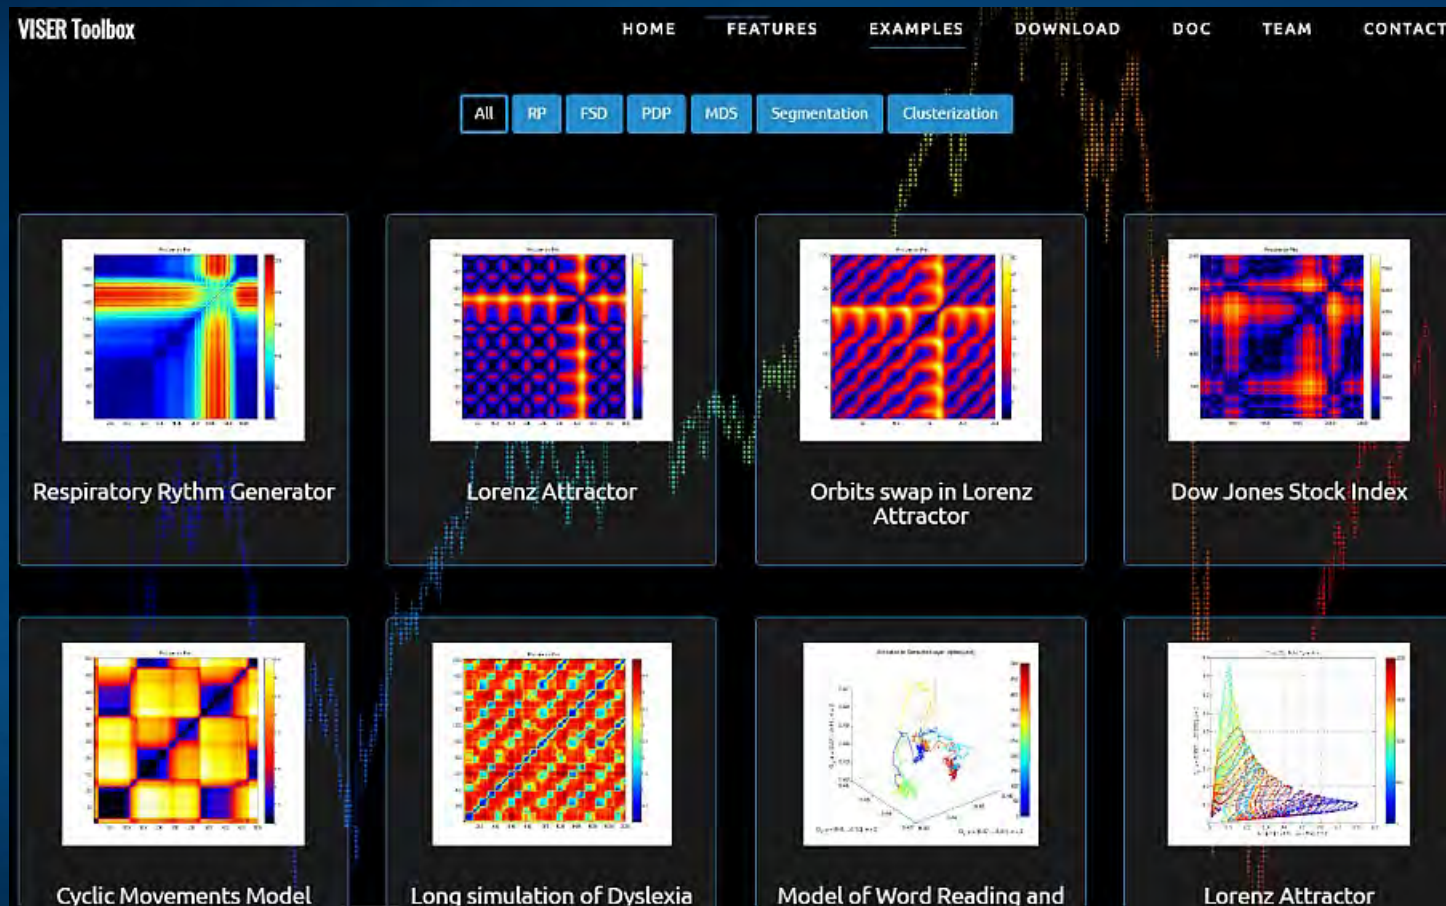 VISER Toolbox
HOME FEATURES EXAMPLES DOWNLOAD DOC TEAM CONTACT
All RP FSD PDP MDS Segmentation Clusterization
Respiratory Rythm Generator
Lorenz Attractor
Orbits swap in Lorenz
Attractor
Dow Jones Stock Index
Cyclic Movements Model
Long simulation of Dyslexia
Model of Word Reading and
Lorenz Attractor